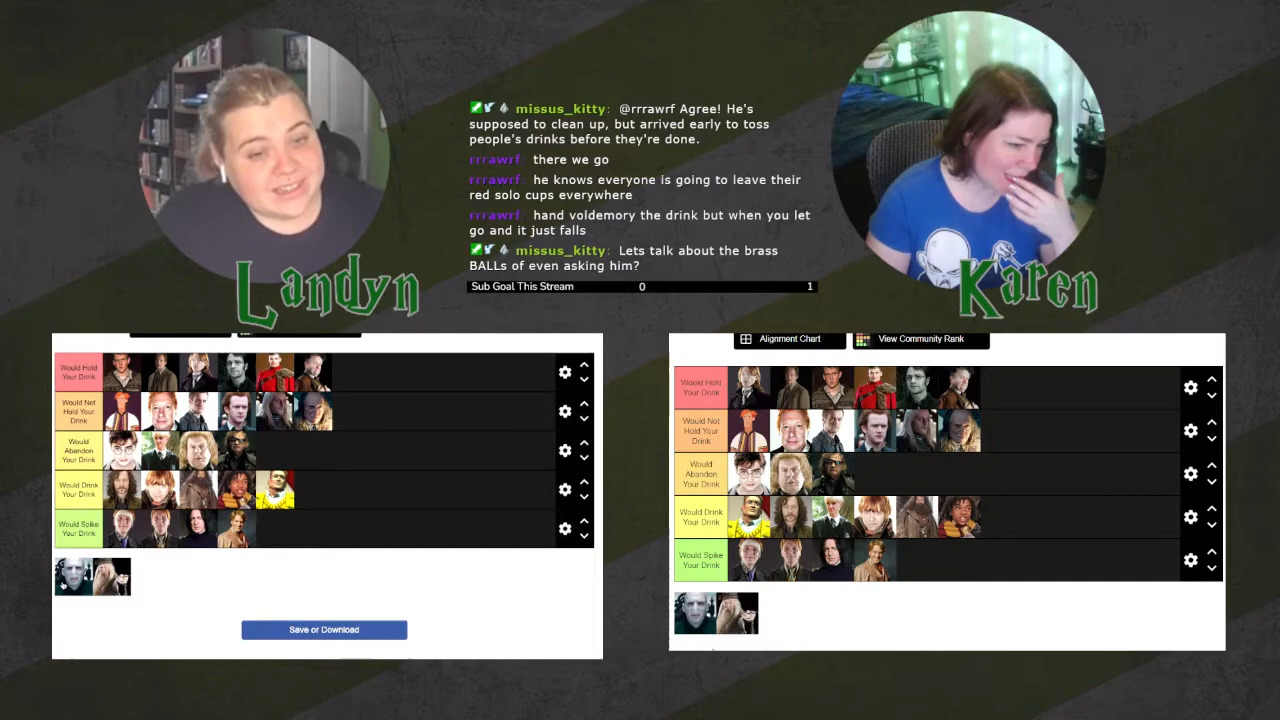 missus_kitty: @rrrawrf Agree! He's
supposed to clean up, but arrived early to toss
people's drinks before they're done.
rrrawrf: there we go
rrrawrf: he knows everyone is going to leave their
red solo cups everywhere
rrrawrf: hand voldemory the drink but when you let
go and it just falls
missus_kitty: Lets talk about the brass
BALLs of even asking him?
Sub Goal This Stream 0 1
Landyn
Karen
Would Hold
Your Drink
Would Not
Hold Your
Drink
Would
Abandon
Your Drink
Would Drink
Your Drink
Would Spike
Your Drink
Save or Download
Alignment Chart
View Community Rank
Would Hold
Your Drink
Would Not
Hold Your
Drink
Would
Abandon
Your Drink
Would Drink
Your Drink
Would Spike
Your Drink